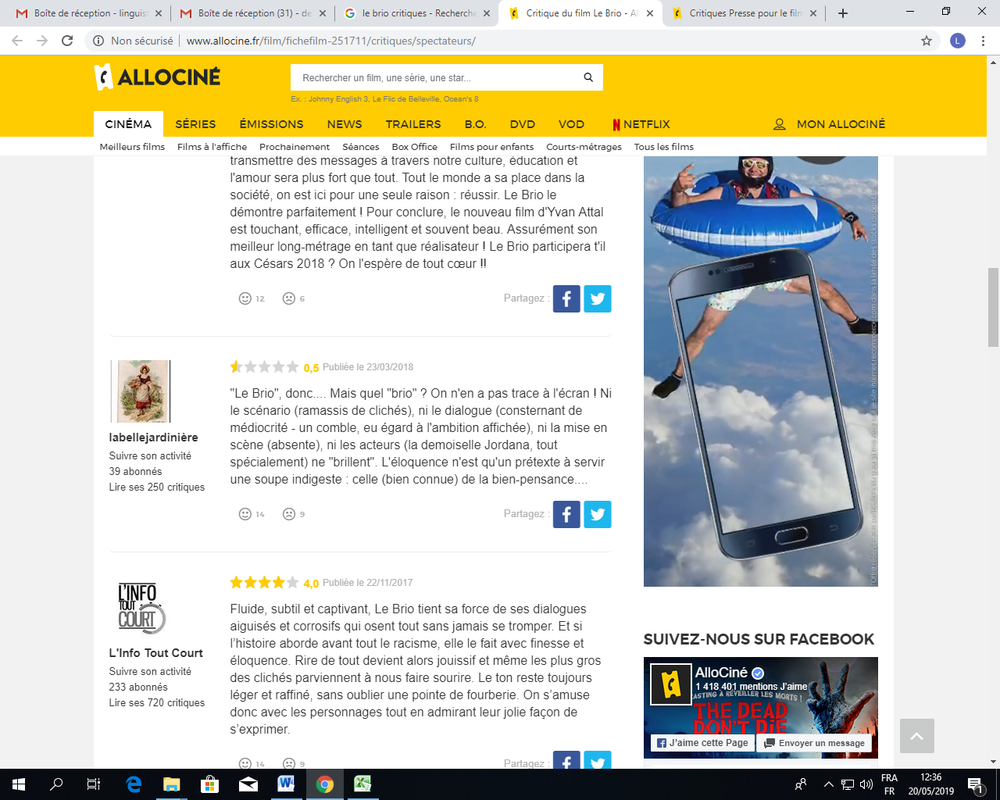 Boîte de réception - linguist
Boîte de réception (31) - de
le brio critiques - Recherche
Critique du film Le Brio - Al
Critiques Presse pour le film
Non sécurisé
www.allocine.fr/film/fichefilm-251711/critiques/spectateurs/
L
ALLOCINÉ
Rechercher un film, une série, une star...
Ex. : Johnny English 3, Le Flic de Belleville, Ocean's 8
CINÉMA SÉRIES ÉMISSIONS NEWS TRAILERS B.O. DVD VOD NETFLIX MON ALLOCINÉ
Meilleurs films Films à l'affiche Prochainement Séances Box Office Films pour enfants Courts-métrages Tous les films
transmettre des messages à travers notre culture, éducation et
l'amour sera plus fort que tout. Tout le monde a sa place dans la
société, on est ici pour une seule raison : réussir. Le Brio le
démontre parfaitement ! Pour conclure, le nouveau film d'Yvan Attal
est touchant, efficace, intelligent et souvent beau. Assurément son
meilleur long-métrage en tant que réalisateur ! Le Brio participera t'il
aux Césars 2018 ? On l'espère de tout cœur !!
12 6 Partagez :
labellejardinière
Suivre son activité
39 abonnés
Lire ses 250 critiques
0,5 Publiée le 23/03/2018
"Le Brio", donc.... Mais quel "brio" ? On n'en a pas trace à l'écran ! Ni
le scénario (ramassis de clichés), ni le dialogue (consternant de
médiocrité - un comble, eu égard à l'ambition affichée), ni la mise en
scène (absente), ni les acteurs (la demoiselle Jordana, tout
spécialement) ne "brillent". L'éloquence n'est qu'un prétexte à servir
une soupe indigeste : celle (bien connue) de la bien-pensance....
14 9 Partagez :
L'INFO
TOUT
COURT
L'Info Tout Court
Suivre son activité
233 abonnés
Lire ses 720 critiques
4,0 Publiée le 22/11/2017
Fluide, subtil et captivant, Le Brio tient sa force de ses dialogues
aiguisés et corrosifs qui osent tout sans jamais se tromper. Et si
l’histoire aborde avant tout le racisme, elle le fait avec finesse et
éloquence. Rire de tout devient alors jouissif et même les plus gros
des clichés parviennent à nous faire sourire. Le ton reste toujours
léger et raffiné, sans oublier une pointe de fourberie. On s’amuse
donc avec les personnages tout en admirant leur jolie façon de
s’exprimer.
14 9 Partagez :
SUIVEZ-NOUS SUR FACEBOOK
AlloCiné
1 418 401 mentions J’aime
CASTING À RÉVEILLER LES MORTS !
THE DEAD
DON'T DIE
J’aime cette Page
Envoyer un message
FRA
FR
12:36
20/05/2019
1